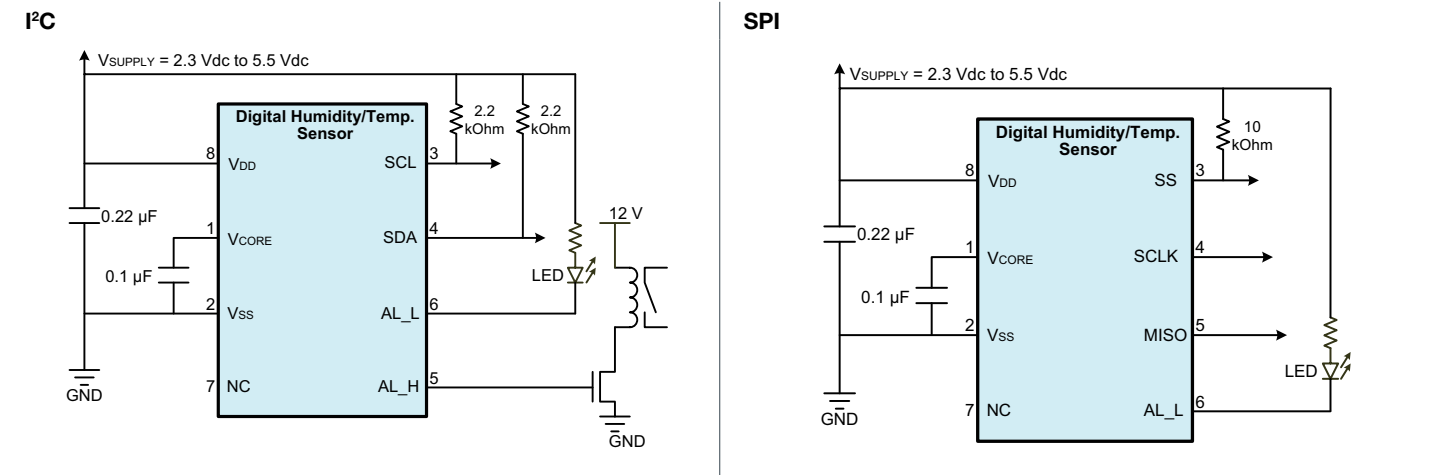 I²C
VSUPPLY = 2.3 Vdc to 5.5 Vdc
Digital Humidity/Temp.
Sensor
2.2
kOhm
2.2
kOhm
8
VDD
SCL
3
0.22 µF
1
VCORE
SDA
4
12 V
0.1 µF
LED
2
VSS
AL_L
6
7
NC
AL_H
5
GND
GND
SPI
VSUPPLY = 2.3 Vdc to 5.5 Vdc
Digital Humidity/Temp.
Sensor
10
kOhm
8
VDD
SS
3
0.22 µF
1
VCORE
SCLK
4
0.1 µF
2
VSS
MISO
5
LED
7
NC
AL_L
6
GND